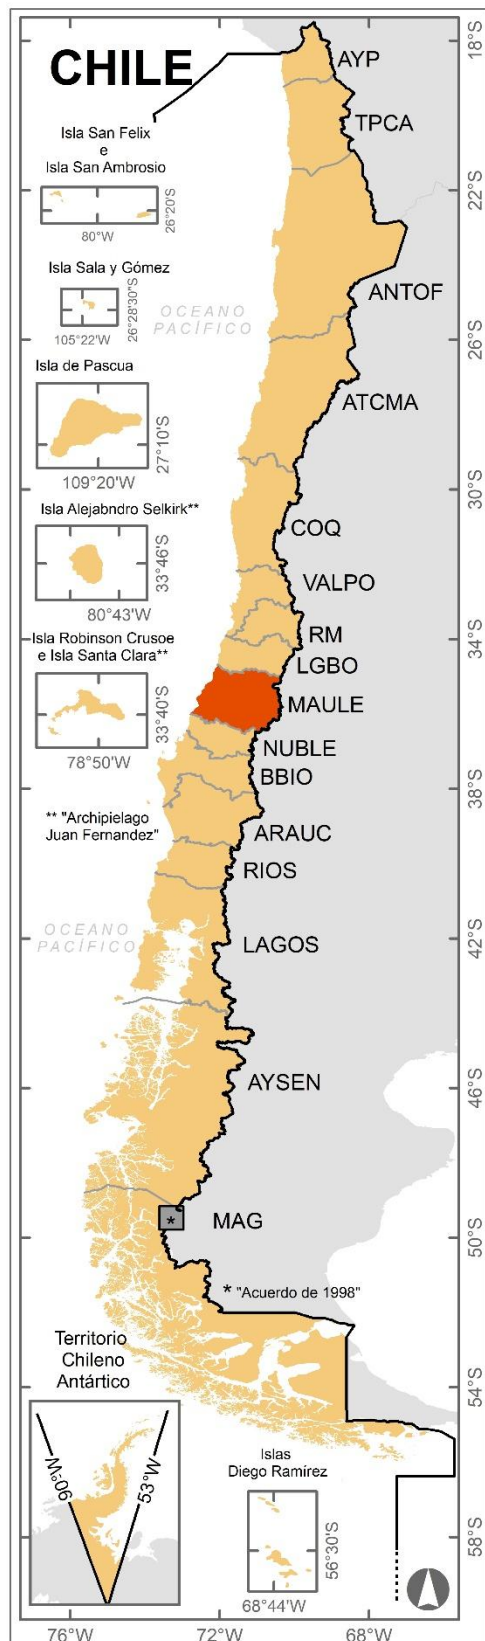 CHILE
18°S
AYP
TPCA
Isla San Felix
e
Isla San Ambrosio
26°20'S
80°W
22°S
Isla Sala y Gómez
26°28'30"S
105°22'W
OCEANO
PACÍFICO
ANTOF
26°S
Isla de Pascua
27°10'S
109°20'W
ATCMA
30°S
Isla Alejabndro Selkirk**
33°46'S
80°43'W
COQ
VALPO
Isla Robinson Crusoe
e Isla Santa Clara**
33°40'S
78°50'W
RM
34°S
LGBO
MAULE
NUBLE
BBIO
38°S
** "Archipielago
Juan Fernandez"
ARAUC
RIOS
OCEANO
PACÍFICO
LAGOS
42°S
AYSEN
46°S
*
MAG
50°S
* "Acuerdo de 1998"
Territorio
Chileno
Antártico
54°S
90°W
53°W
Islas
Diego Ramírez
56°30'S
68°44'W
58°S
76°W
72°W
68°W